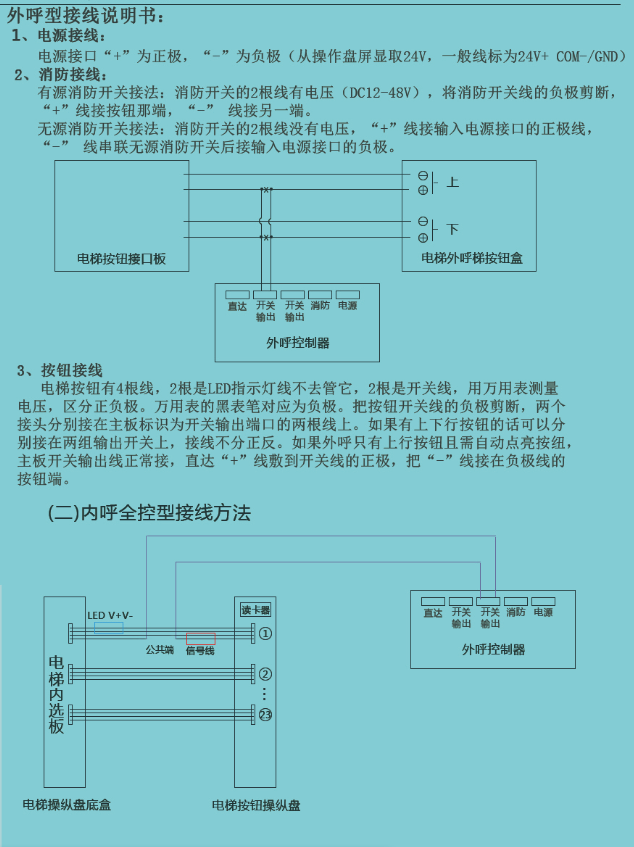 外呼型接线说明书:
1、电源接线:
电源接口“+”为正极，“-”为负极（从操作盘屏显取24V，一般线标为24V+ COM-/GND）
2、消防接线:
有源消防开关接法: 消防开关的2根线有电压（DC12-48V），将消防开关线的负极剪断，
“+”线接按钮那端，“-” 线接另一端。
无源消防开关接法: 消防开关的2根线没有电压，“+”线接输入电源接口的正极线，
“-” 线串联无源消防开关后接输入电源接口的负极。
上
下
电梯按钮接口板
电梯外呼梯按钮盒
直达 开关输出 开关输出 消防 电源
外呼控制器
3、按钮接线
电梯按钮有4根线，2根是LED指示灯线不去管它，2根是开关线，用万用表测量
电压，区分正负极。万用表的黑表笔对应为负极。把按钮开关线的负极剪断，两个
接头分别接在主板标识为开关输出端口的两根线上。如果有上下行按钮的话可以分
别接在两组输出开关上，接线不分正反。如果外呼只有上行按钮且需自动点亮按纽，
主板开关输出线正常接，直达“+”线敷到开关线的正极，把“-”线接在负极线的
按钮端。
(二)内呼全控型接线方法
读卡器
LED V+V-
直达 开关输出 开关输出 消防 电源
①
公共端
信号线
外呼控制器
电梯内选板
②
⋮
23
电梯操纵盘底盒
电梯按钮操纵盘